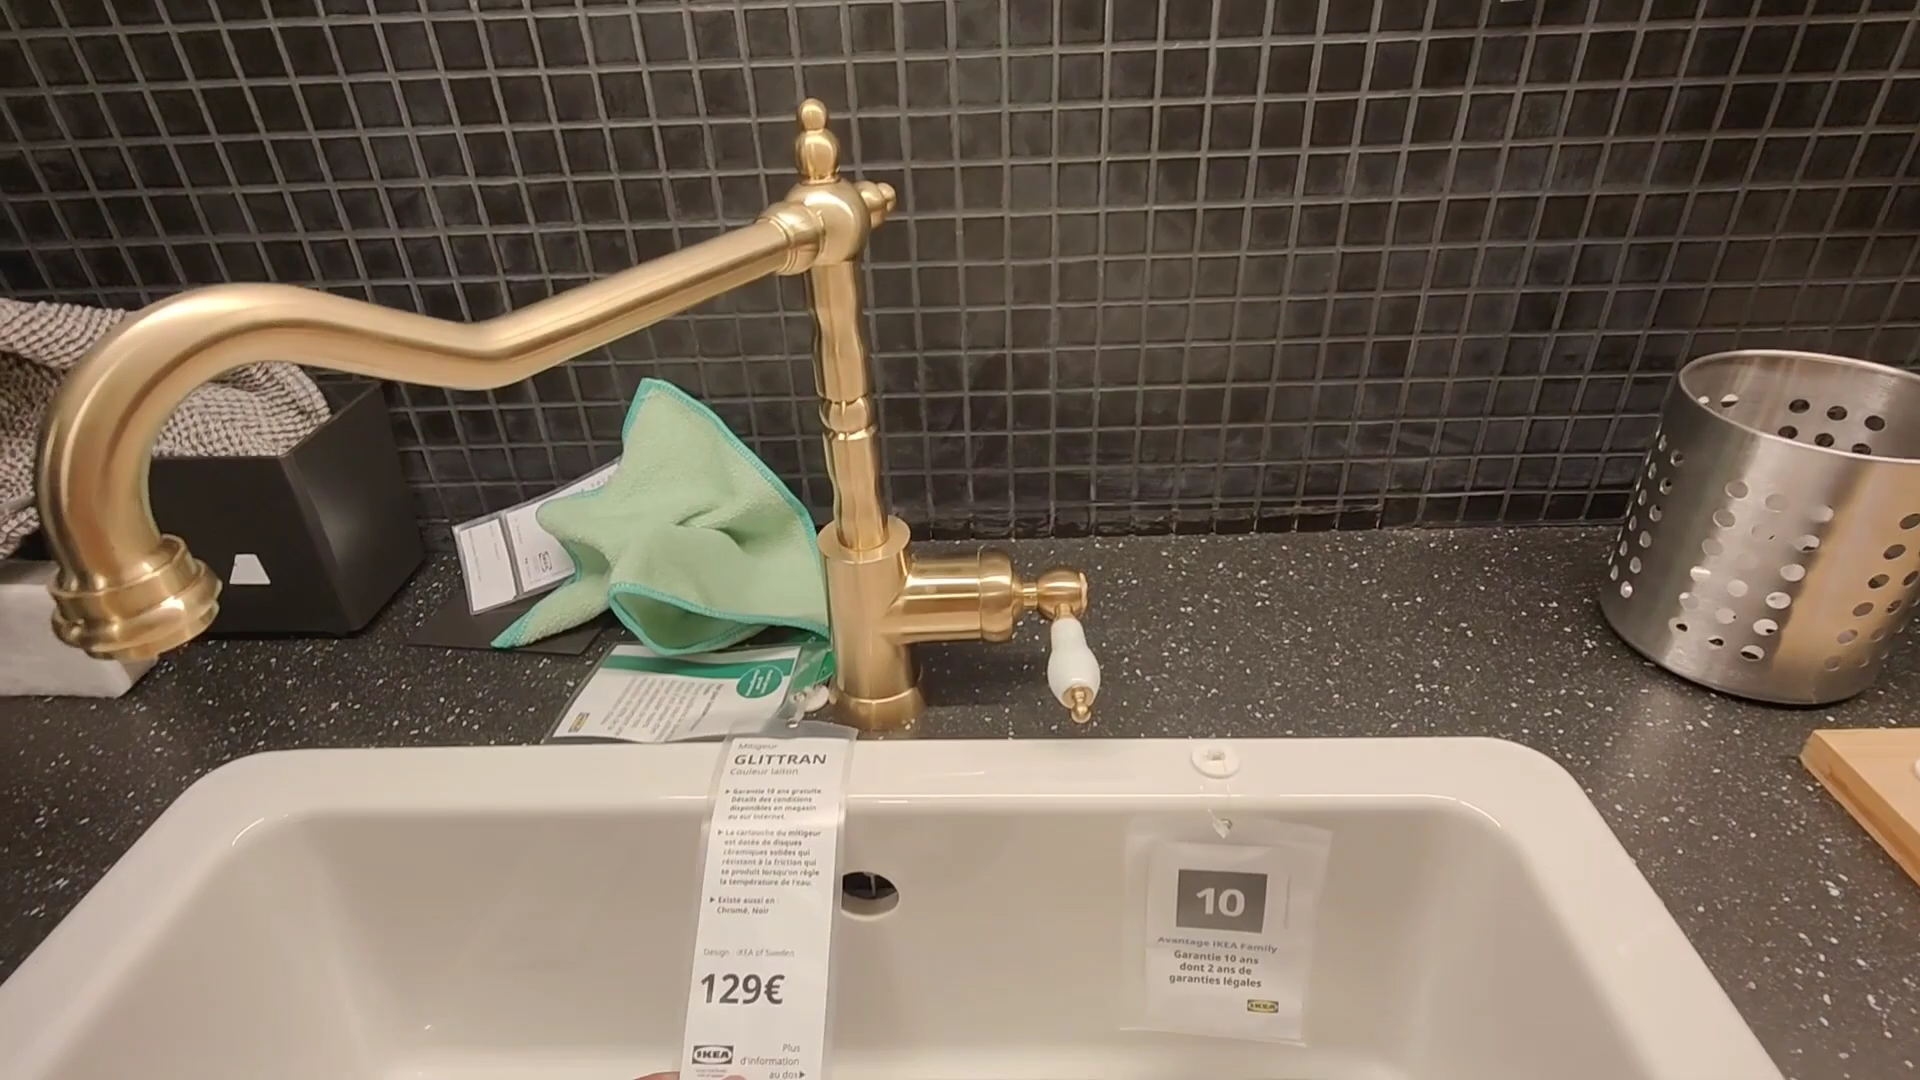 Mitigeur
GLITTRAN
Couleur laiton
▶ Garantie 10 ans gratuite.
Détails des conditions
disponibles en magasin
ou sur internet.
▶ La cartouche du mitigeur
est dotée de disques
céramiques solides qui
résistent à la friction qui
se produit lorsqu'on règle
la température de l'eau.
▶ Existe aussi en :
Chromé, Noir
Design : IKEA of Sweden
129€
IKEA
Plus
d'information
au dos▶
10
Avantage IKEA Family
Garantie 10 ans
dont 2 ans de
garanties légales
IKEA